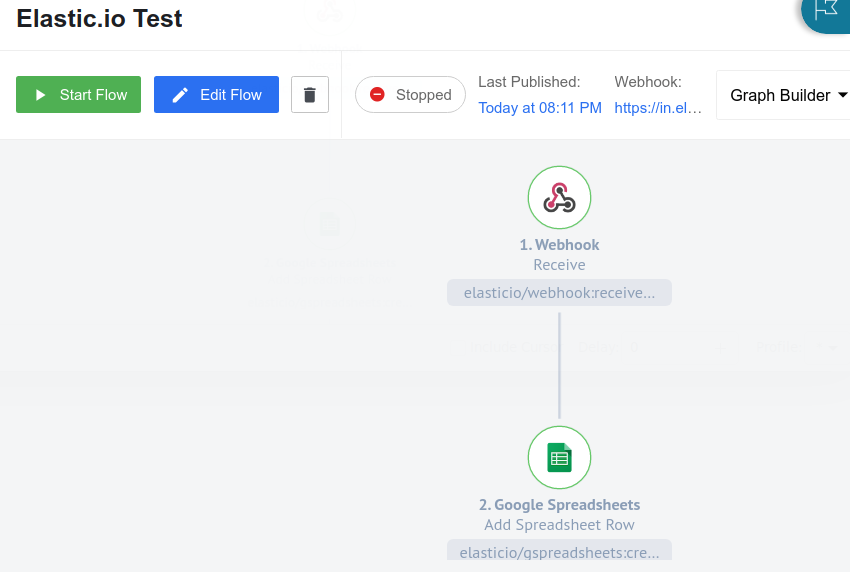 Elastic.io Test
Start Flow
Edit Flow
Stopped
Last Published:
Today at 08:11 PM
Webhook:
https://in.el…
Graph Builder
1. Webhook
Receive
elasticio/webhook:receive...
2. Google Spreadsheets
Add Spreadsheet Row
elasticio/gspreadsheets:cre...